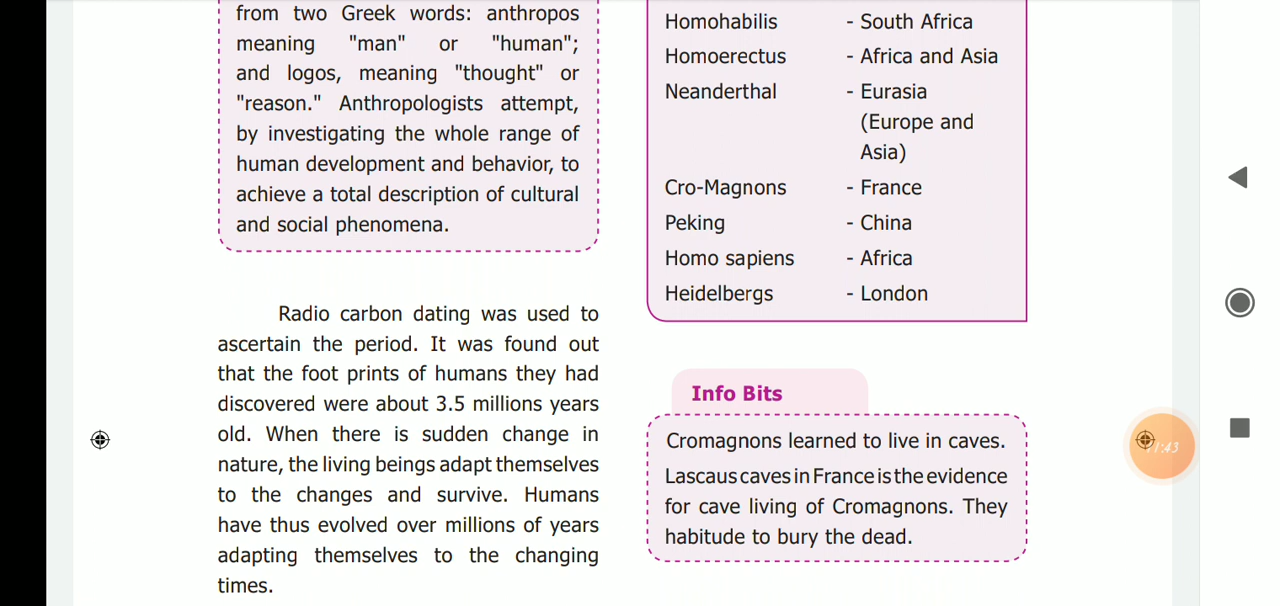 from two Greek words: anthropos
meaning "man" or "human";
and logos, meaning "thought" or
"reason." Anthropologists attempt,
by investigating the whole range of
human development and behavior, to
achieve a total description of cultural
and social phenomena.
Radio carbon dating was used to
ascertain the period. It was found out
that the foot prints of humans they had
discovered were about 3.5 millions years
old. When there is sudden change in
nature, the living beings adapt themselves
to the changes and survive. Humans
have thus evolved over millions of years
adapting themselves to the changing
times.
Homohabilis - South Africa
Homoerectus - Africa and Asia
Neanderthal - Eurasia
(Europe and
Asia)
Cro-Magnons - France
Peking - China
Homo sapiens - Africa
Heidelbergs - London
Info Bits
Cromagnons learned to live in caves.
Lascaus caves in France is the evidence
for cave living of Cromagnons. They
habitude to bury the dead.